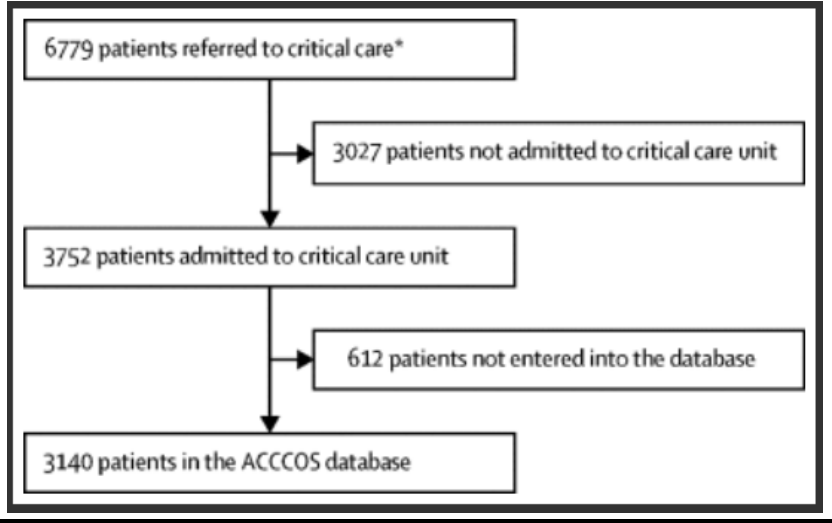 6779 patients referred to critical care*
3027 patients not admitted to critical care unit
3752 patients admitted to critical care unit
612 patients not entered into the database
3140 patients in the ACCCOS database